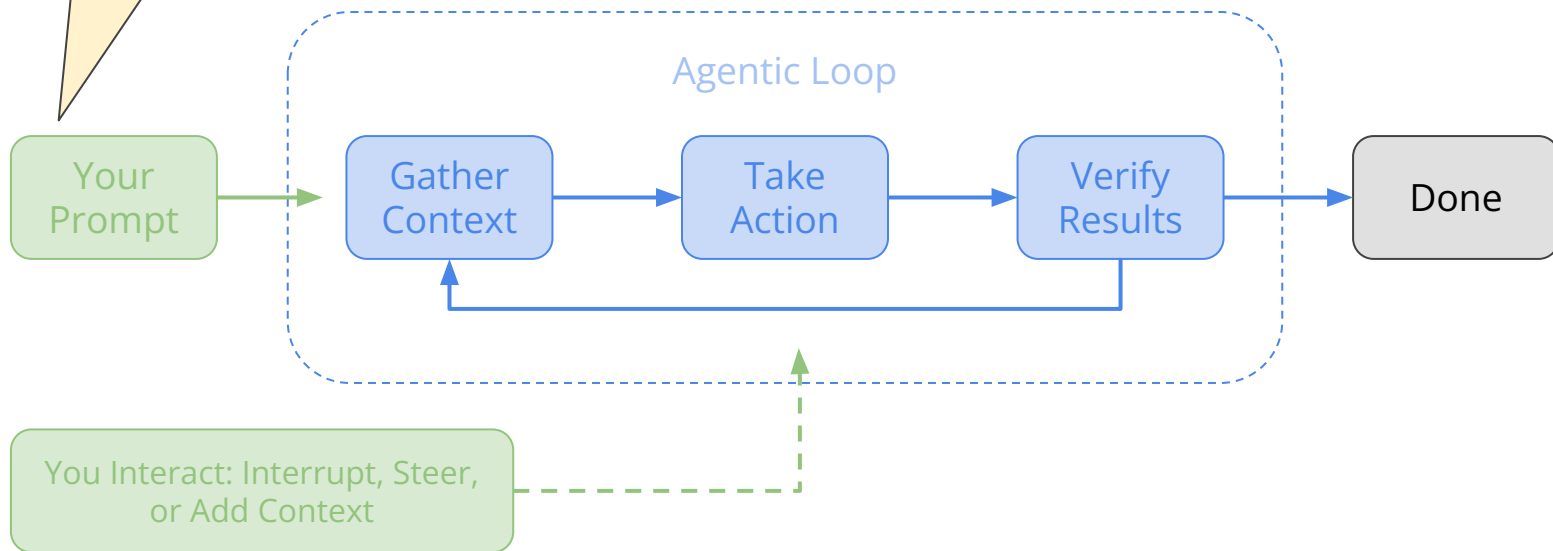 Agentic Loop
Your
Prompt
Gather
Context
Take
Action
Verify
Results
Done
You Interact: Interrupt, Steer,
or Add Context